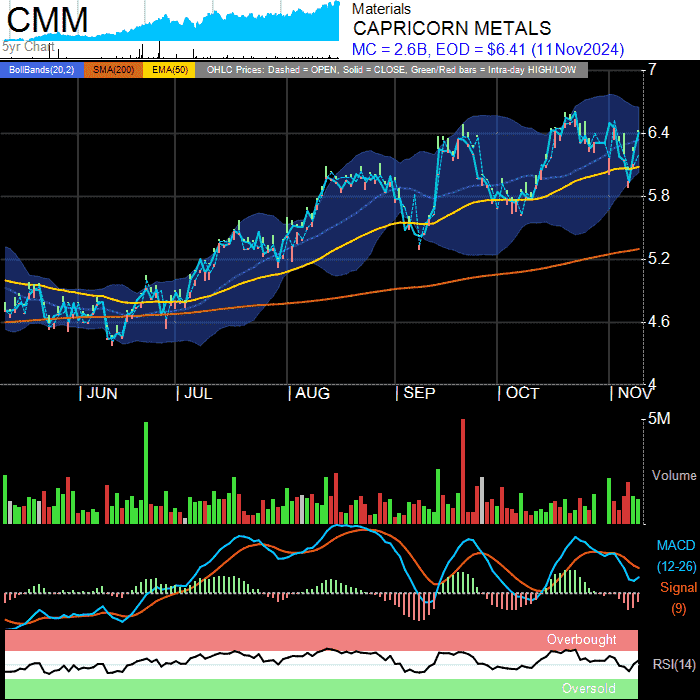 CMM
5yr Chart
Materials
CAPRICORN METALS
MC = 2.6B, EOD = $6.41 (11Nov2024)
BollBands(20,2) SMA(200) EMA(50) OHLC Prices: Dashed = OPEN, Solid = CLOSE, Green/Red bars = Intra-day HIGH/LOW
7
6.4
5.8
5.2
4.6
4
| JUN | JUL | AUG | SEP | OCT | NOV
5M
Volume
MACD
(12-26)
Signal
(9)
Overbought
RSI(14)
Oversold